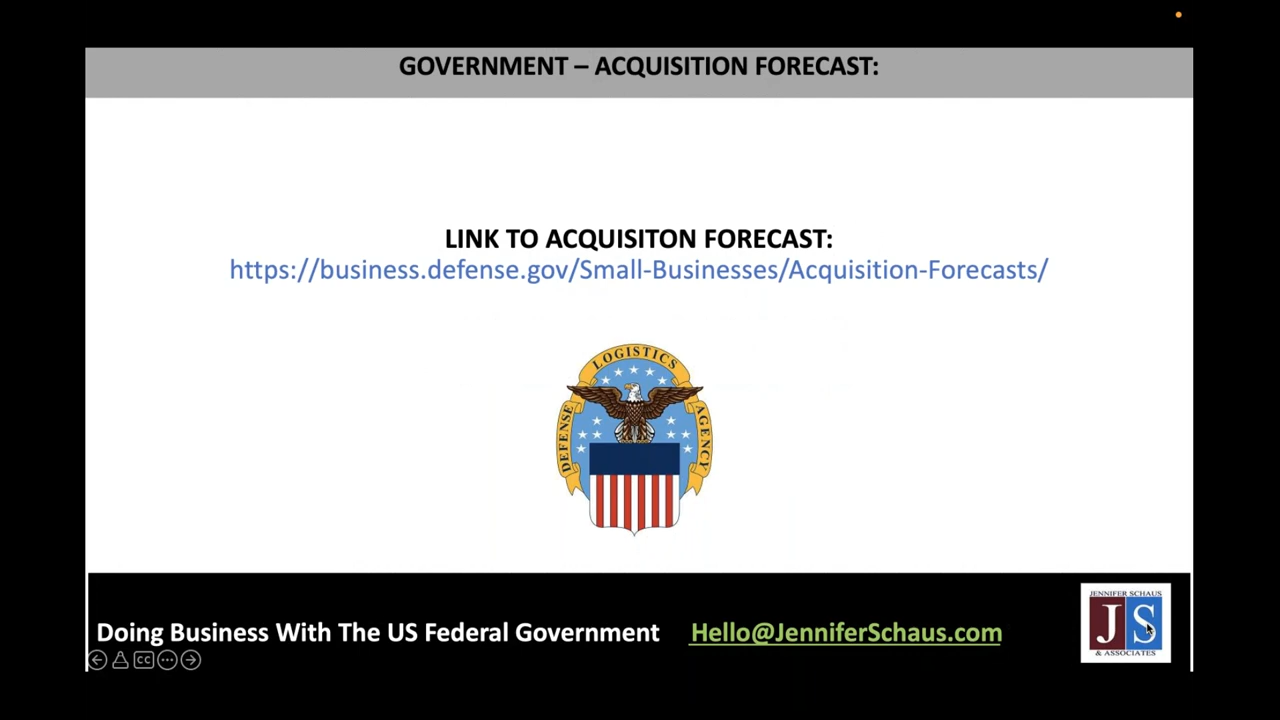 GOVERNMENT – ACQUISITION FORECAST:
LINK TO ACQUISITON FORECAST:
https://business.defense.gov/Small-Businesses/Acquisition-Forecasts/
LOGISTICS
DEFENSE
AGENCY
JENNIFER SCHAUS
JS
& ASSOCIATES
Doing Business With The US Federal Government Hello@JenniferSchaus.com
CC